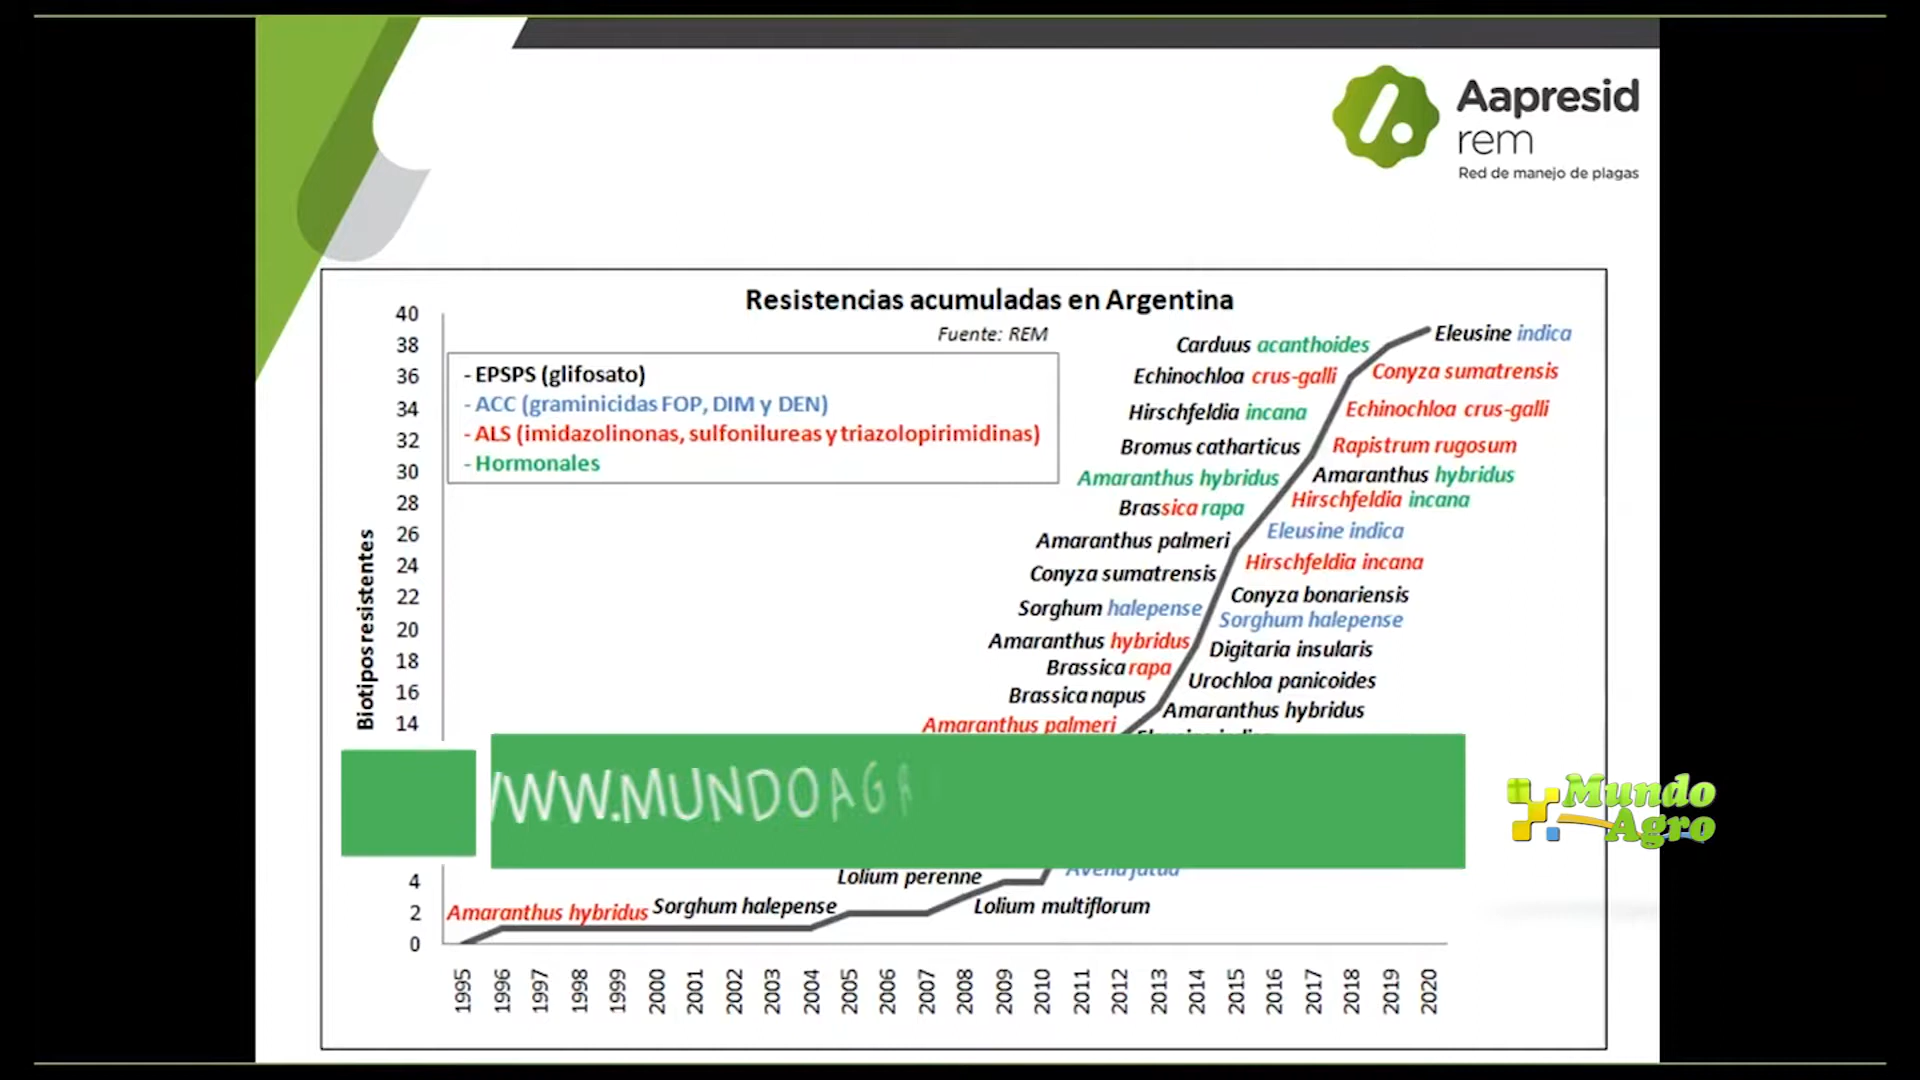 Aapresid
rem
Red de manejo de plagas
Resistencias acumuladas en Argentina
Fuente: REM
- EPSPS (glifosato)
- ACC (graminicidas FOP, DIM y DEN)
- ALS (imidazolinonas, sulfonilureas y triazolopirimidinas)
- Hormonales
Biotipos resistentes
40
38
36
34
32
30
28
26
24
22
20
18
16
14
4
2
0
Eleusine indica
Carduus acanthoides
Conyza sumatrensis
Echinochloa crus-galli
Echinochloa crus-galli
Hirschfeldia incana
Rapistrum rugosum
Bromus catharticus
Amaranthus hybridus
Amaranthus hybridus
Hirschfeldia incana
Brassica rapa
Eleusine indica
Amaranthus palmeri
Hirschfeldia incana
Conyza sumatrensis
Conyza bonariensis
Sorghum halepense
Sorghum halepense
Amaranthus hybridus
Digitaria insularis
Brassica rapa
Urochloa panicoides
Brassica napus
Amaranthus hybridus
Amaranthus palmeri
WWW.MUNDOAGR
Mundo
Agro
Avena fatua
Lolium perenne
Lolium multiflorum
Sorghum halepense
Amaranthus hybridus
1995
1996
1997
1998
1999
2000
2001
2002
2003
2004
2005
2006
2007
2008
2009
2010
2011
2012
2013
2014
2015
2016
2017
2018
2019
2020